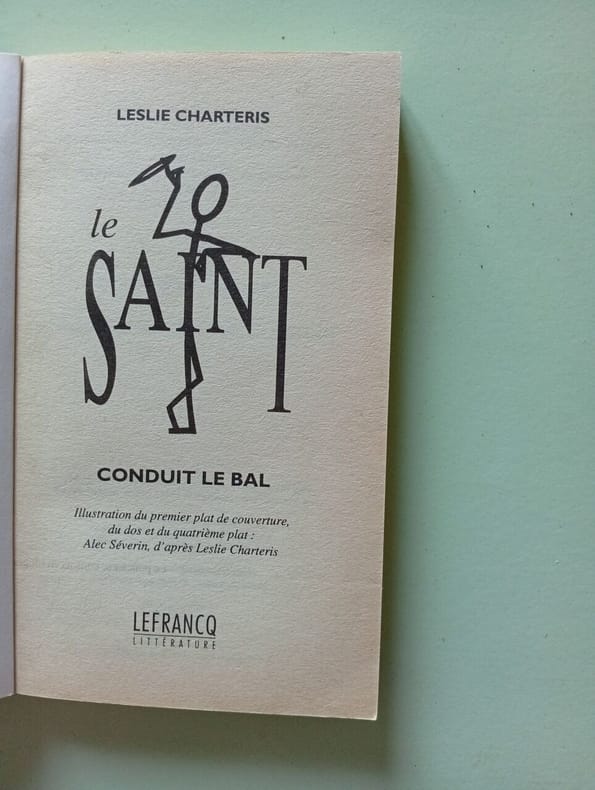 LESLIE CHARTERIS
le
SAINT
CONDUIT LE BAL
Illustration du premier plat de couverture,
du dos et du quatrième plat :
Alec Séverin, d'après Leslie Charteris
LEFRANCQ
LITTÉRATURE